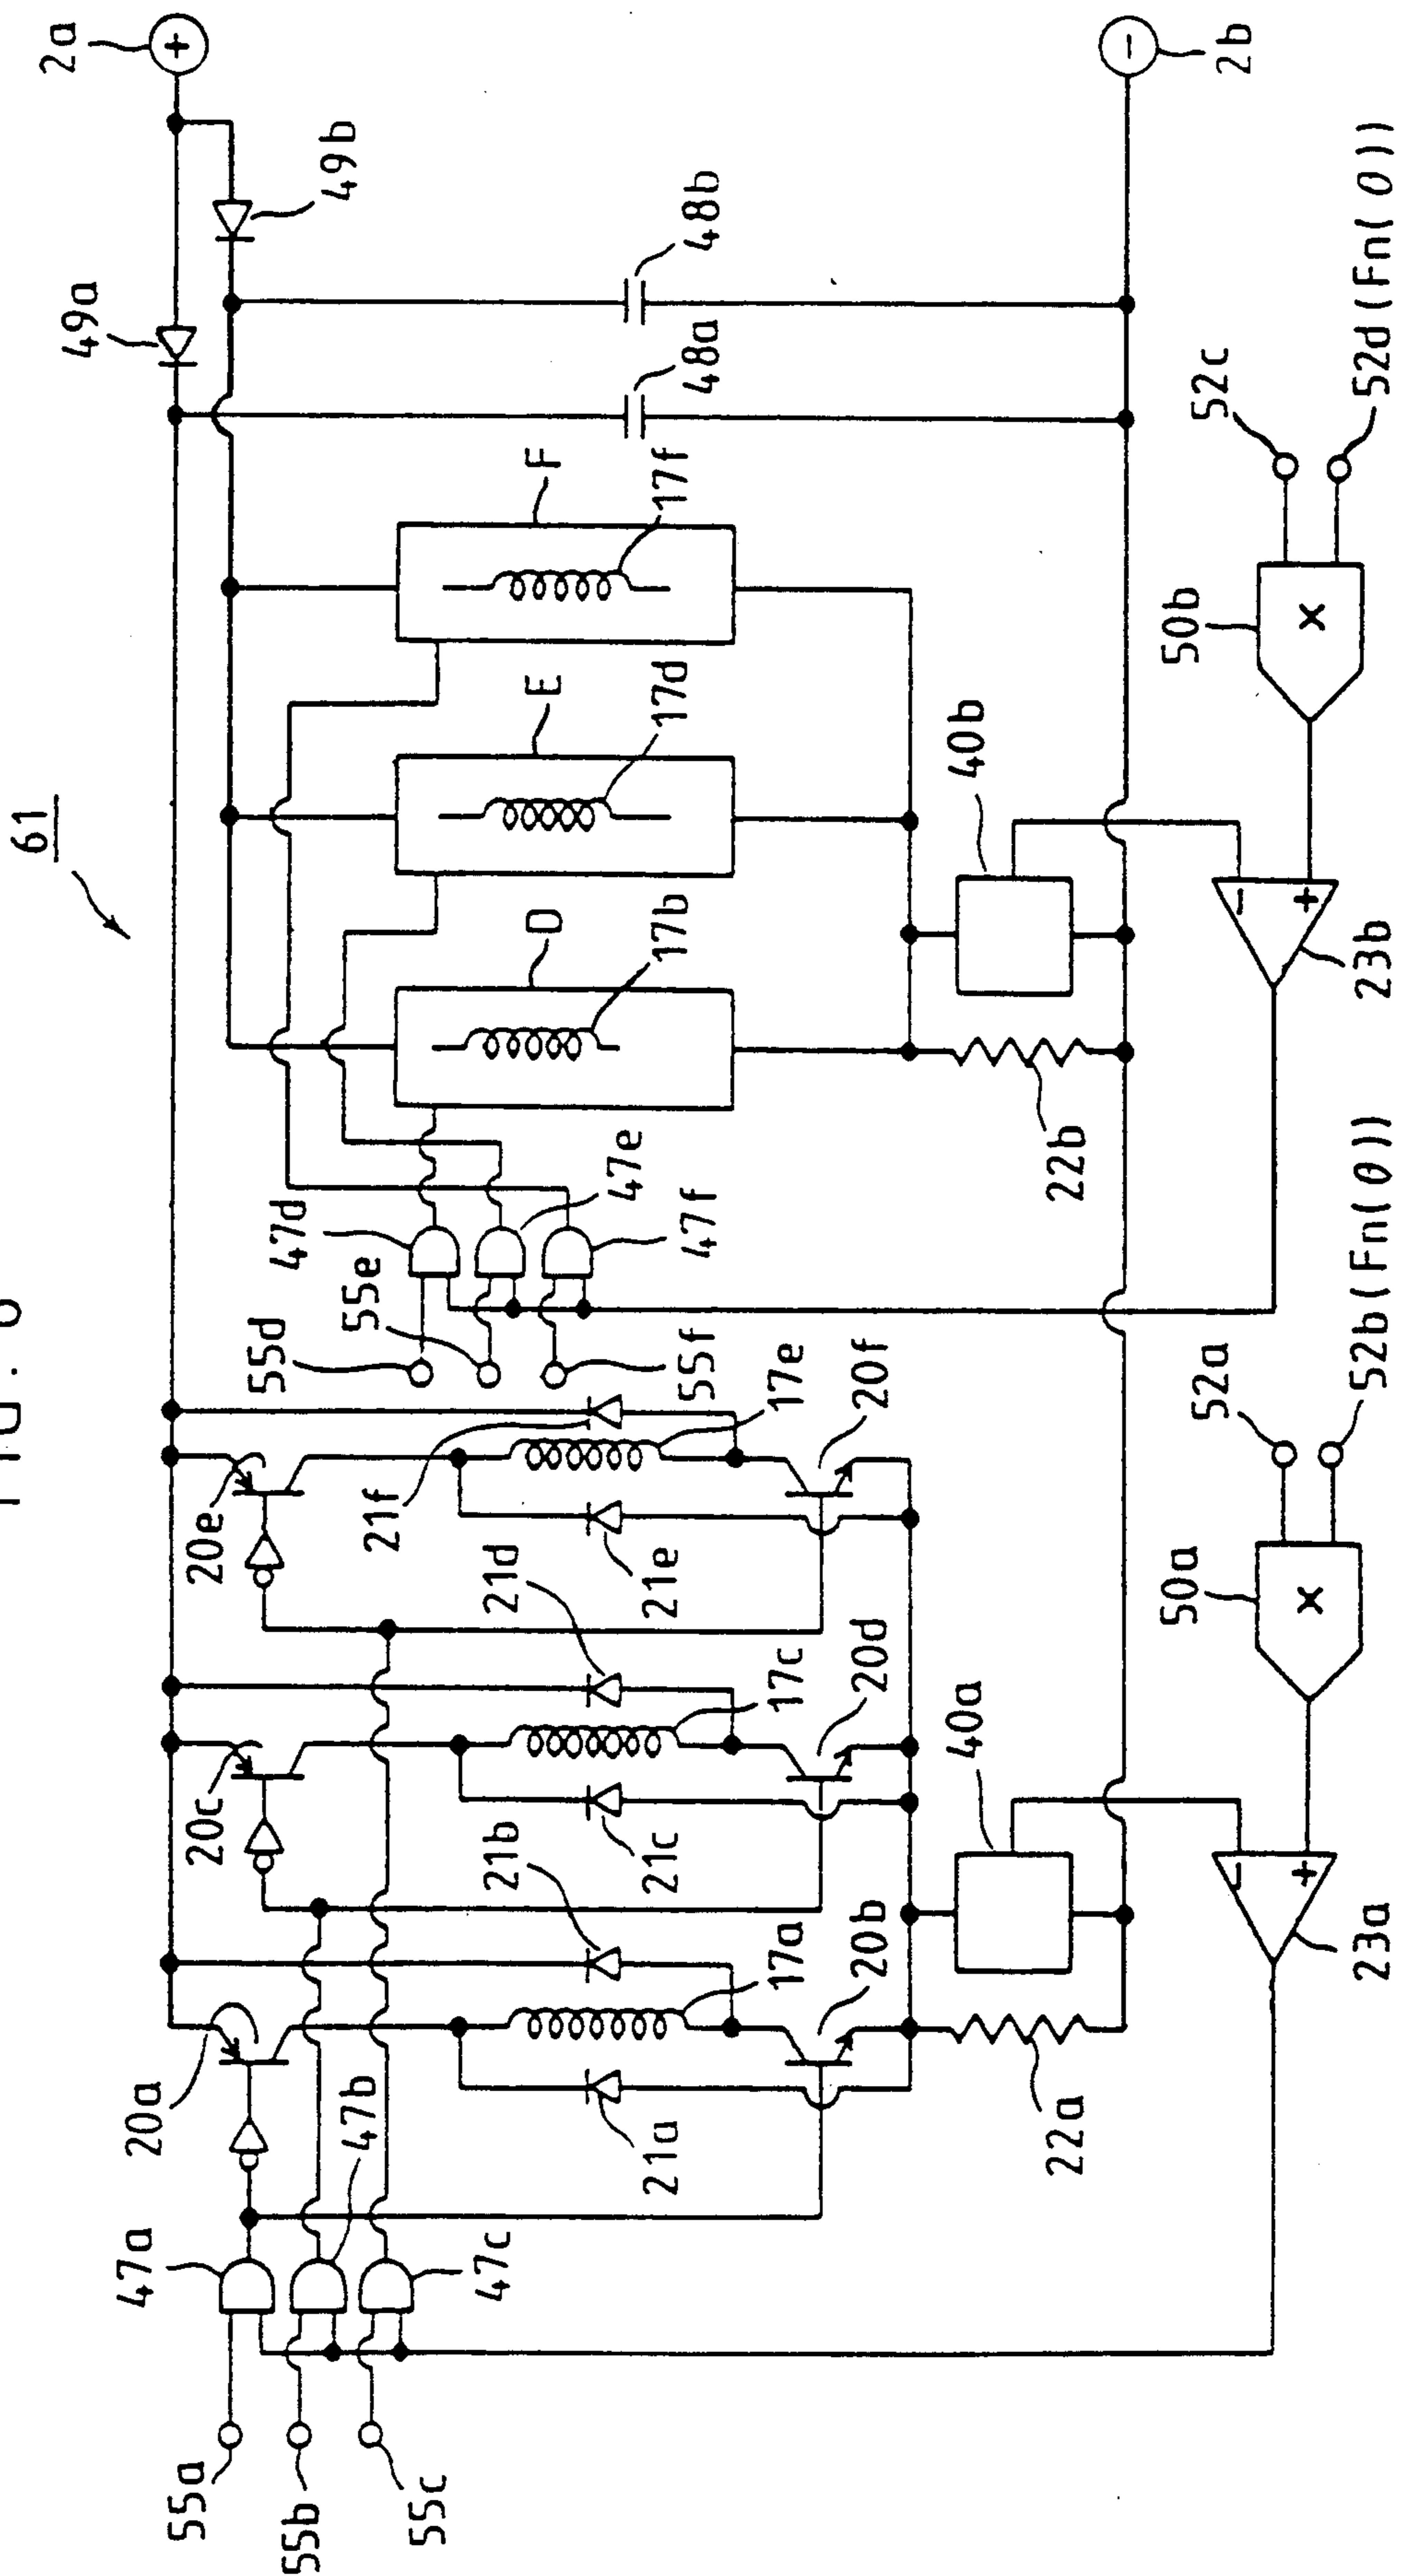 61
2a
+
49a
49b
2b
−
48a
48b
F
17f
E
17d
D
17b
47d
47e
47f
55d
55e
55f
40b
22b
23b
−
+
50b
×
52c
52d(Fn(θ))
20e
21f
17e
20f
21e
21d
20c
17c
20d
21c
21b
20a
17a
20b
21a
47a
47b
47c
55a
55b
55c
40a
22a
23a
−
+
50a
×
52a
52b(Fn(θ))